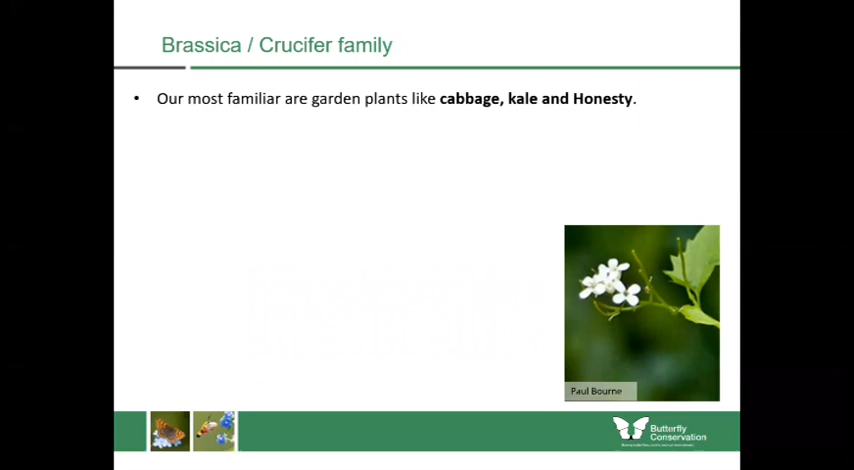 Brassica / Crucifer family
• Our most familiar are garden plants like cabbage, kale and Honesty.
Paul Bourne
Butterfly
Conservation